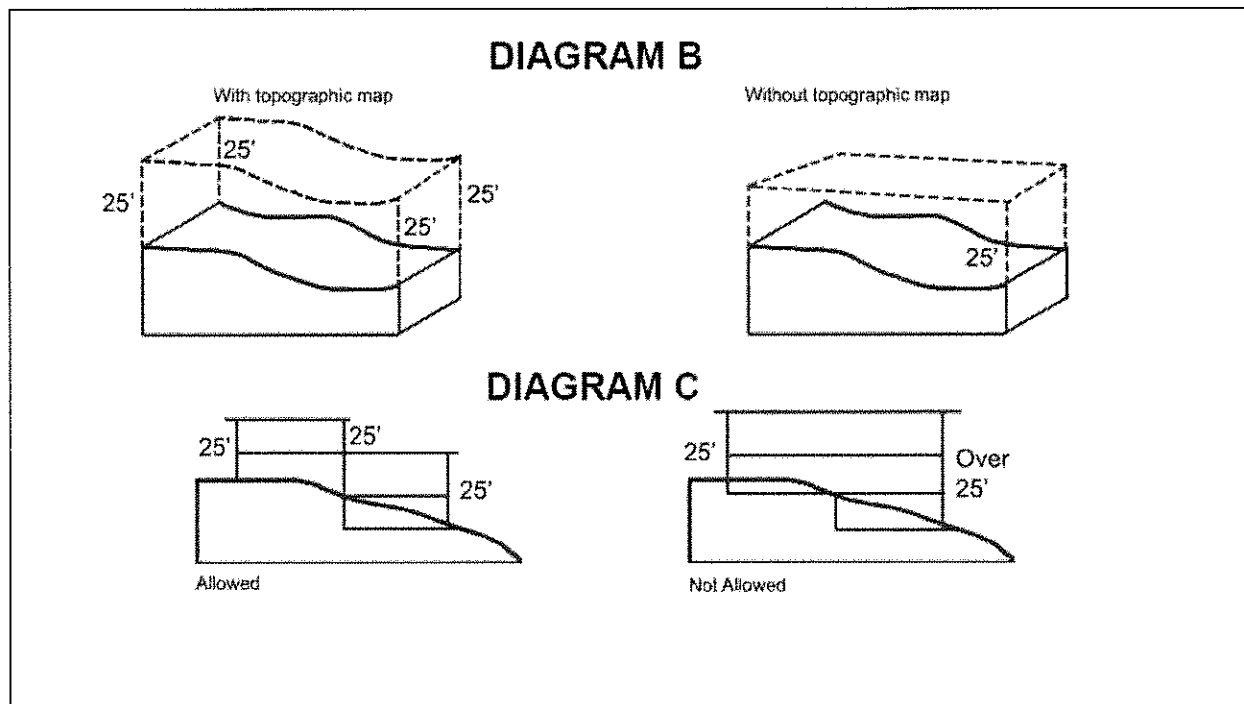 DIAGRAM B
With topographic map
Without topographic map
25'
25'
25'
25'
25'
DIAGRAM C
25'
25'
25'
25'
Over
25'
Allowed
Not Allowed